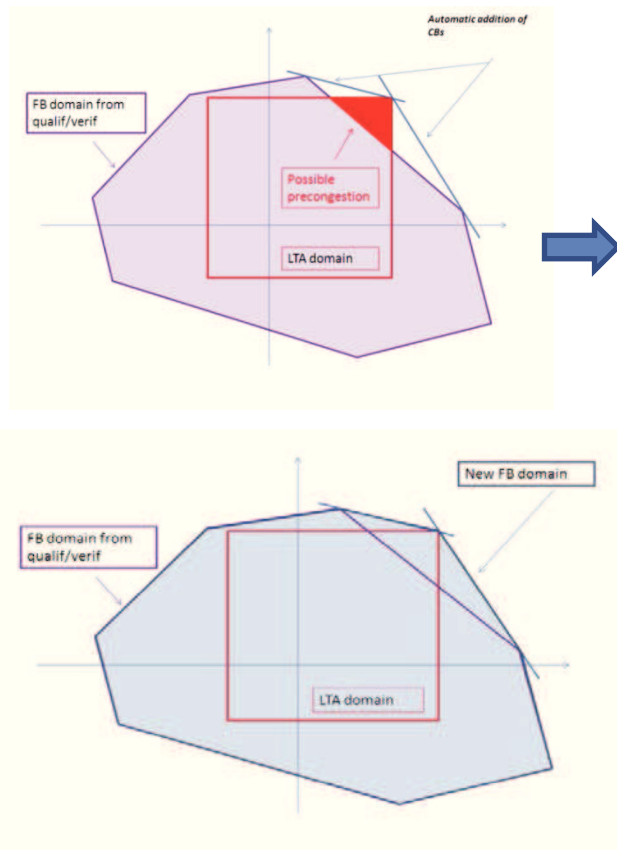 Automatic addition of
CBs
FB domain from
qualif/verif
Possible
precongestion
LTA domain
New FB domain
FB domain from
qualif/verif
LTA domain